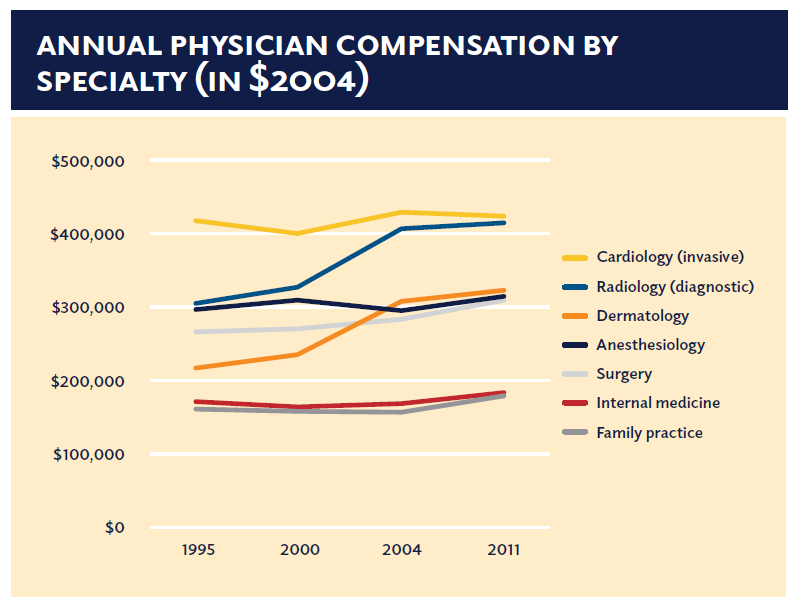 ANNUAL PHYSICIAN COMPENSATION BY
SPECIALTY (IN $2004)
$500,000
$400,000
$300,000
$200,000
$100,000
$0
1995 2000 2004 2011
Cardiology (invasive)
Radiology (diagnostic)
Dermatology
Anesthesiology
Surgery
Internal medicine
Family practice